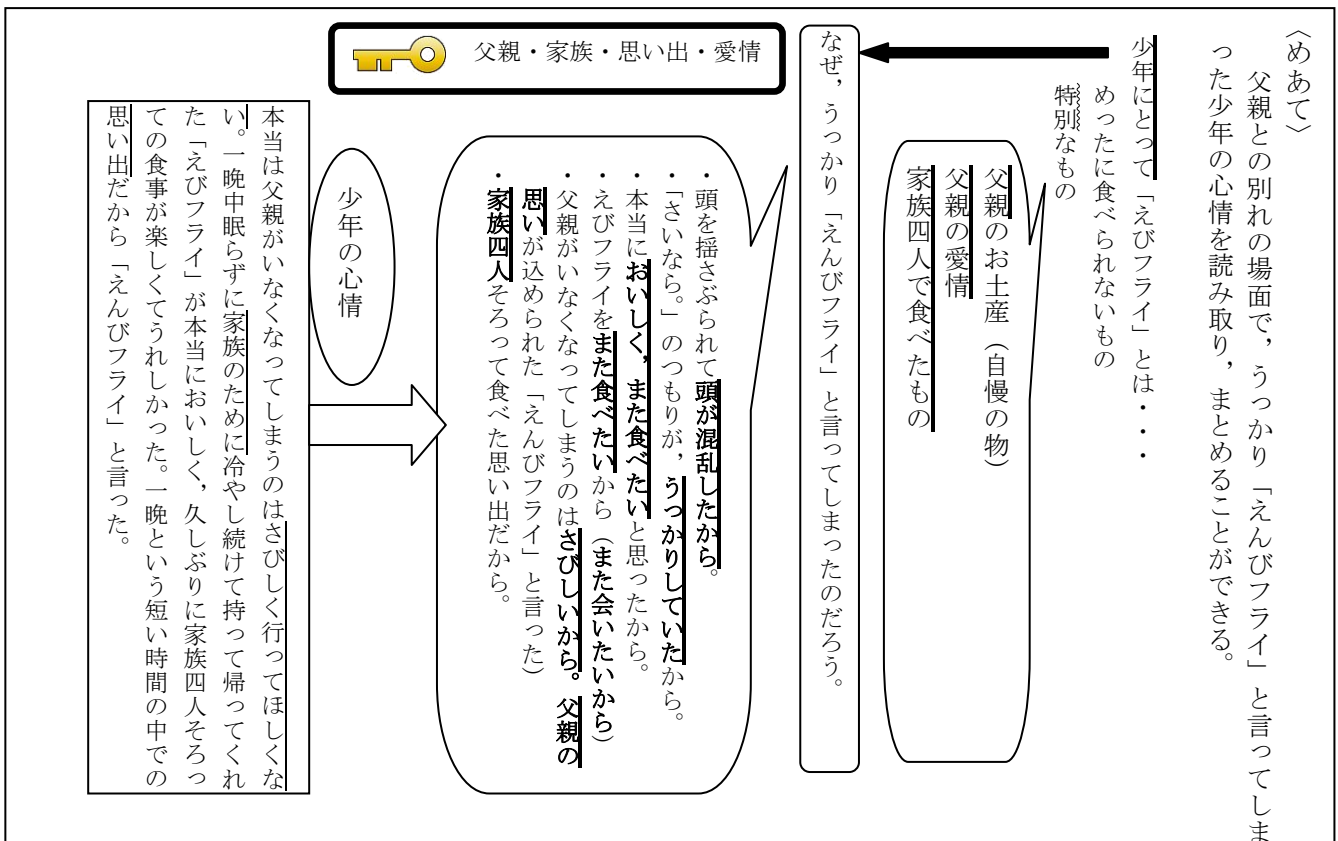 〈めあて〉
父親との別れの場面で，うっかり「えんびフライ」と言ってしま
った少年の心情を読み取り，まとめることができる。
少年にとって「えびフライ」とは・・・
めったに食べられないもの
特別なもの
父親のお土産（自慢の物）
父親の愛情
家族四人で食べたもの
なぜ，うっかり「えんびフライ」と言ってしまったのだろう。
父親・家族・思い出・愛情
・頭を揺さぶられて頭が混乱したから。
・「さいなら。」のつもりが，うっかりしていたから。
・本当においしく，また食べたいと思ったから。
・えびフライをまた食べたいから（また会いたいから）
・父親がいなくなってしまうのはさびしいから。父親の
思いが込められた「えんびフライ」と言った）
・家族四人そろって食べた思い出だから。
少年の心情
本当は父親がいなくなってしまうのはさびしく行ってほしくな
い。一晩中眠らずに家族のために冷やし続けて持って帰ってくれ
た「えびフライ」が本当においしく，久しぶりに家族四人そろっ
ての食事が楽しくてうれしかった。一晩という短い時間の中での
思い出だから「えんびフライ」と言った。